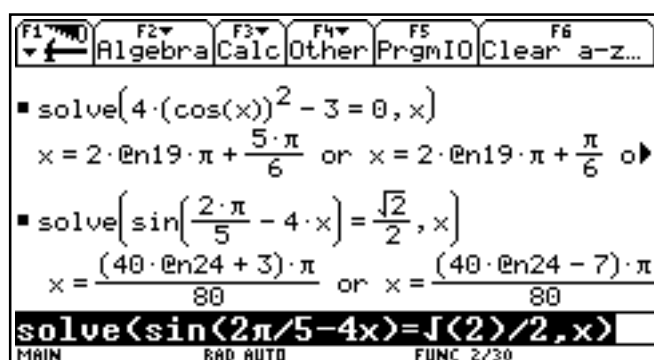 F1 F2 Algebra F3 Calc F4 Other F5 PrgmIO F6 Clear a-z…
▪ solve(4·(cos(x))² - 3 = 0, x)
x = 2·@n19·π + 5·π/6 or x = 2·@n19·π + π/6 o▶
▪ solve(sin(2·π/5 - 4·x) = √2/2, x)
x = (40·@n24 + 3)·π/80 or x = (40·@n24 - 7)·π/80
solve(sin(2π/5-4x)=√(2)/2,x)
MAIN RAD AUTO FUNC 2/30